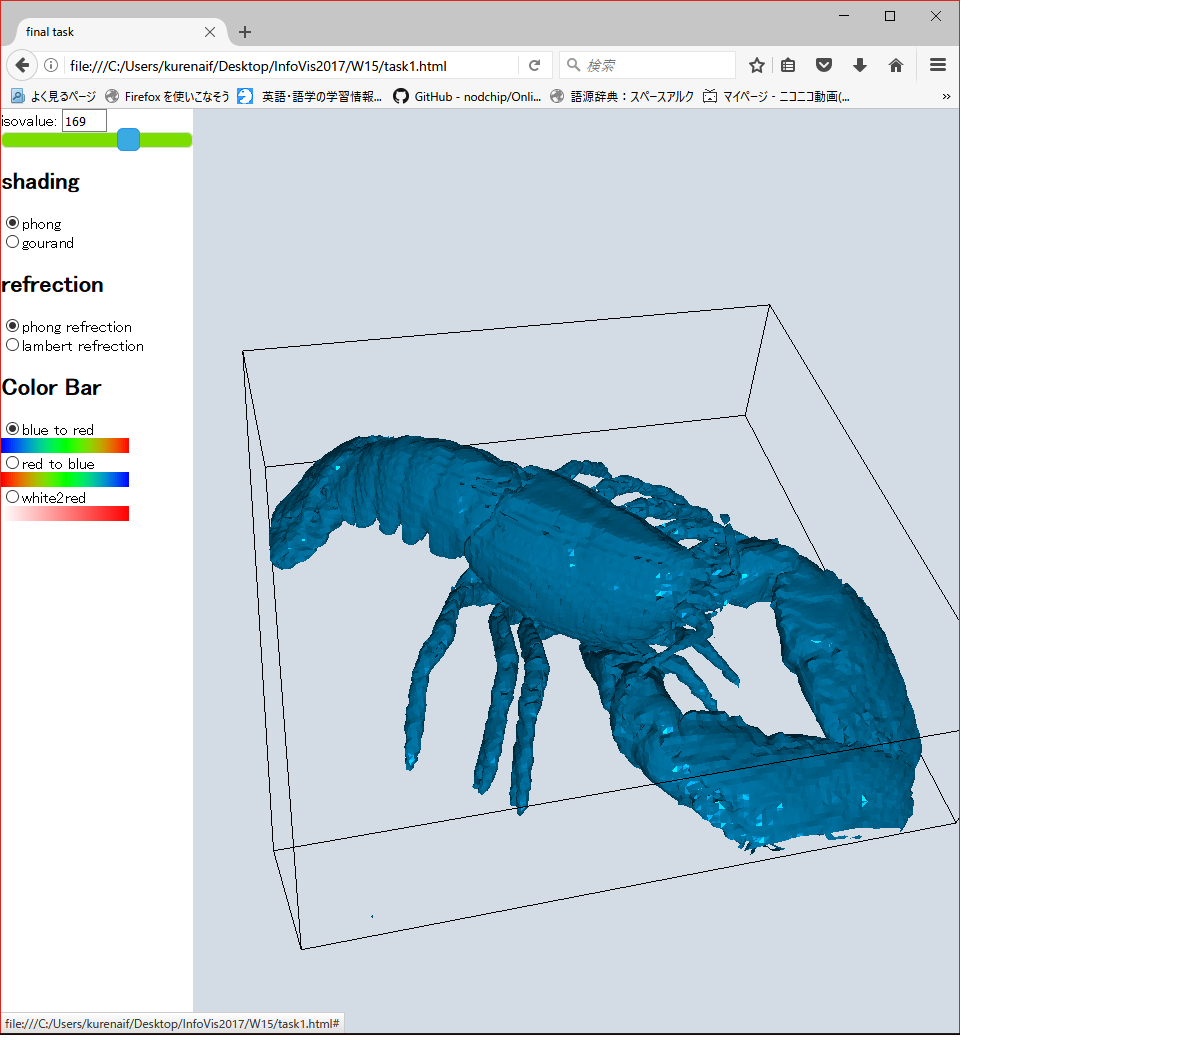 final task
file:///C:/Users/kurenaif/Desktop/InfoVis2017/W15/task1.html
検索
よく見るページ
Firefox を使いこなそう
英語・語学の学習情報...
GitHub - nodchip/Onli...
語源辞典：スペースアルク
マイページ - ニコニコ動画(...
isovalue: 169
shading
phong
gourand
refrection
phong refrection
lambert refrection
Color Bar
blue to red
red to blue
white2red
file:///C:/Users/kurenaif/Desktop/InfoVis2017/W15/task1.html#